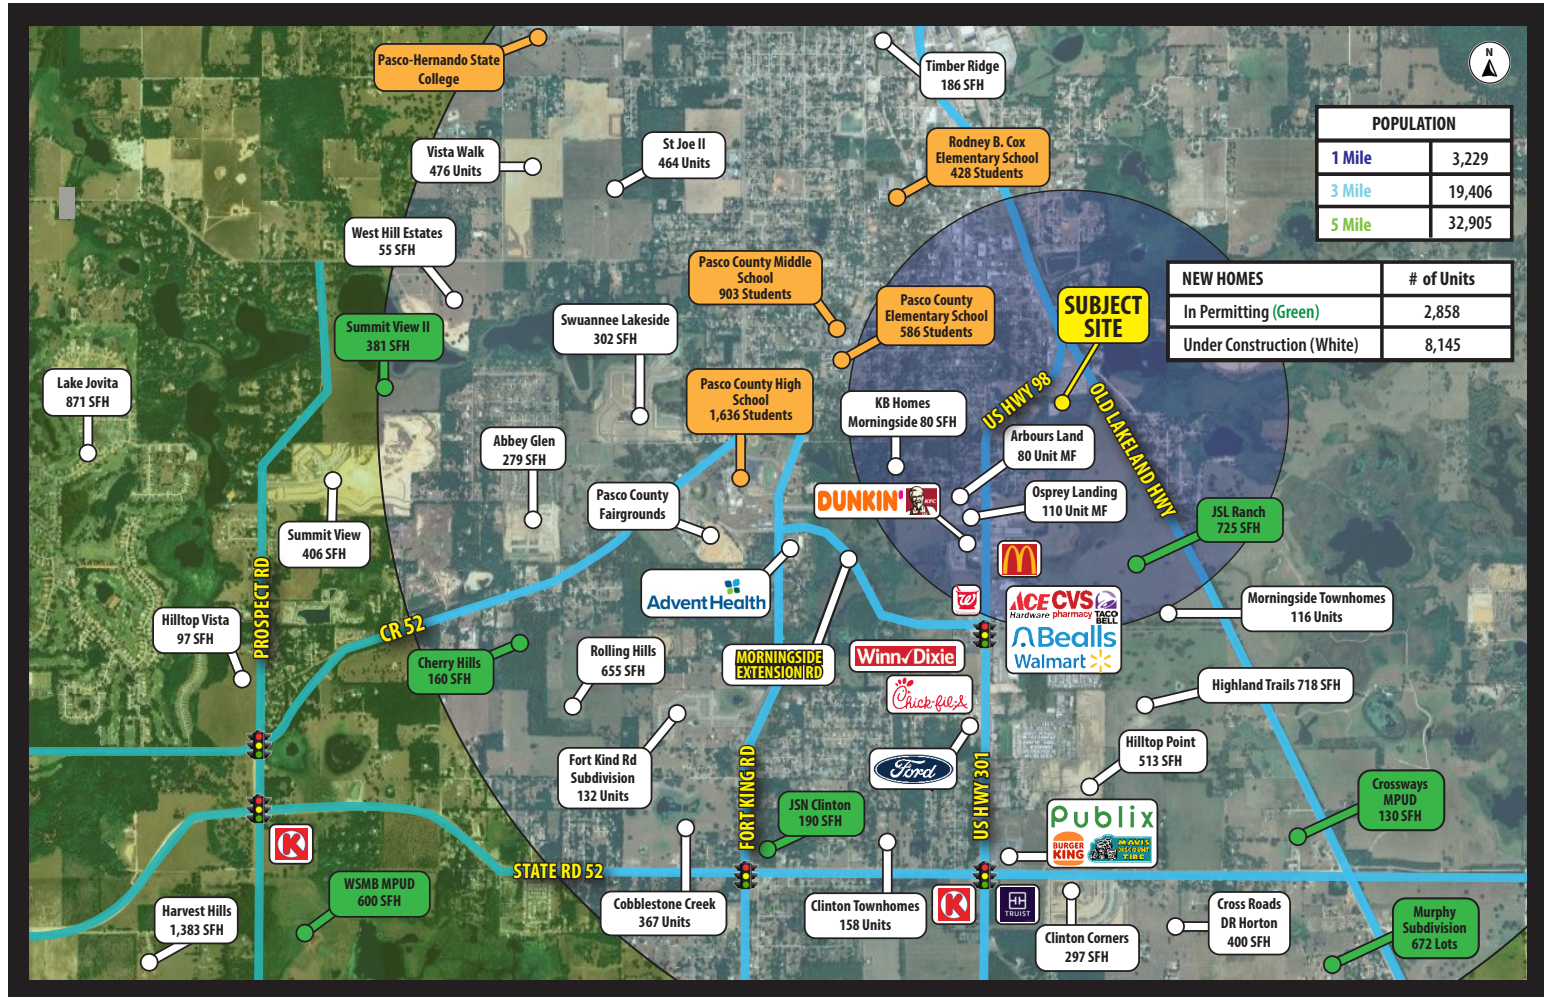 Pasco-Hernando State
College
Timber Ridge
186 SFH
N
POPULATION
1 Mile 3,229
3 Mile 19,406
5 Mile 32,905
Vista Walk
476 Units
St Joe II
464 Units
Rodney B. Cox
Elementary School
428 Students
West Hill Estates
55 SFH
Pasco County Middle
School
903 Students
NEW HOMES # of Units
In Permitting (Green) 2,858
Under Construction (White) 8,145
Summit View II
381 SFH
Swuannee Lakeside
302 SFH
Pasco County
Elementary School
586 Students
SUBJECT
SITE
Lake Jovita
871 SFH
Pasco County High
School
1,636 Students
KB Homes
Morningside 80 SFH
US HWY 98
OLD LAKELAND HWY
Abbey Glen
279 SFH
Arbours Land
80 Unit MF
Pasco County
Fairgrounds
DUNKIN'
KFC
Osprey Landing
110 Unit MF
JSL Ranch
725 SFH
Summit View
406 SFH
PROSPECT RD
AdventHealth
ACE
Hardware
CVS
pharmacy
TACO
BELL
Bealls
Walmart
Morningside Townhomes
116 Units
Hilltop Vista
97 SFH
CR 52
Cherry Hills
160 SFH
Rolling Hills
655 SFH
MORNINGSIDE
EXTENSION RD
Winn Dixie
Chick-fil-A
Highland Trails 718 SFH
Fort Kind Rd
Subdivision
132 Units
FORT KING RD
Ford
US HWY 301
Hilltop Point
513 SFH
JSN Clinton
190 SFH
Publix
BURGER
KING
MAVIS
DISCOUNT
TIRE
Crossways
MPUD
130 SFH
K
STATE RD 52
WSMB MPUD
600 SFH
Harvest Hills
1,383 SFH
Cobblestone Creek
367 Units
Clinton Townhomes
158 Units
K
TRUIST
Clinton Corners
297 SFH
Cross Roads
DR Horton
400 SFH
Murphy
Subdivision
672 Lots